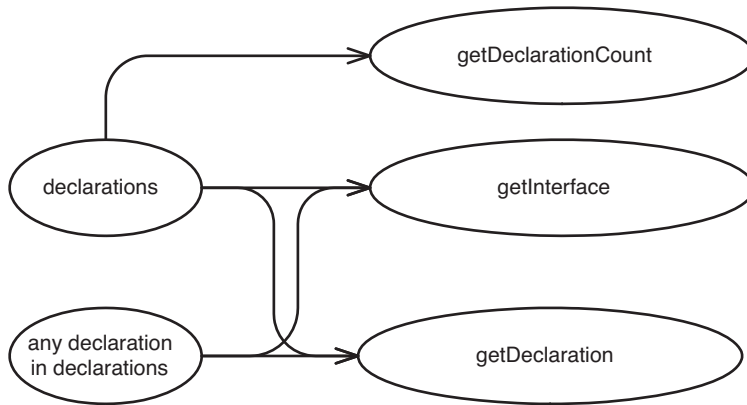 getDeclarationCount
declarations
getInterface
any declaration
in declarations
getDeclaration